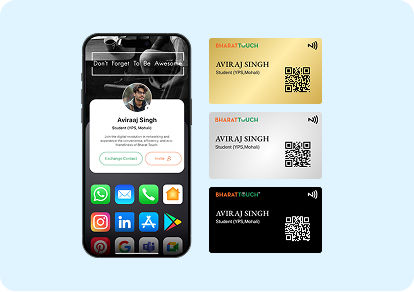 Don't Forget To Be Awesome
Aviraaj Singh
Student (YPS, Mohali)
Join the digital revolution in networking and
experience the convenience, efficiency, and eco
friendliness of Bharat Touch.
Exchange Contact
Invite
BHARATTOUCH
AVIRAJ SINGH
Student (YPS,Mohali)
BHARATTOUCH
AVIRAJ SINGH
Student (YPS,Mohali)
BHARATTOUCH
AVIRAJ SINGH
Student (YPS,Mohali)